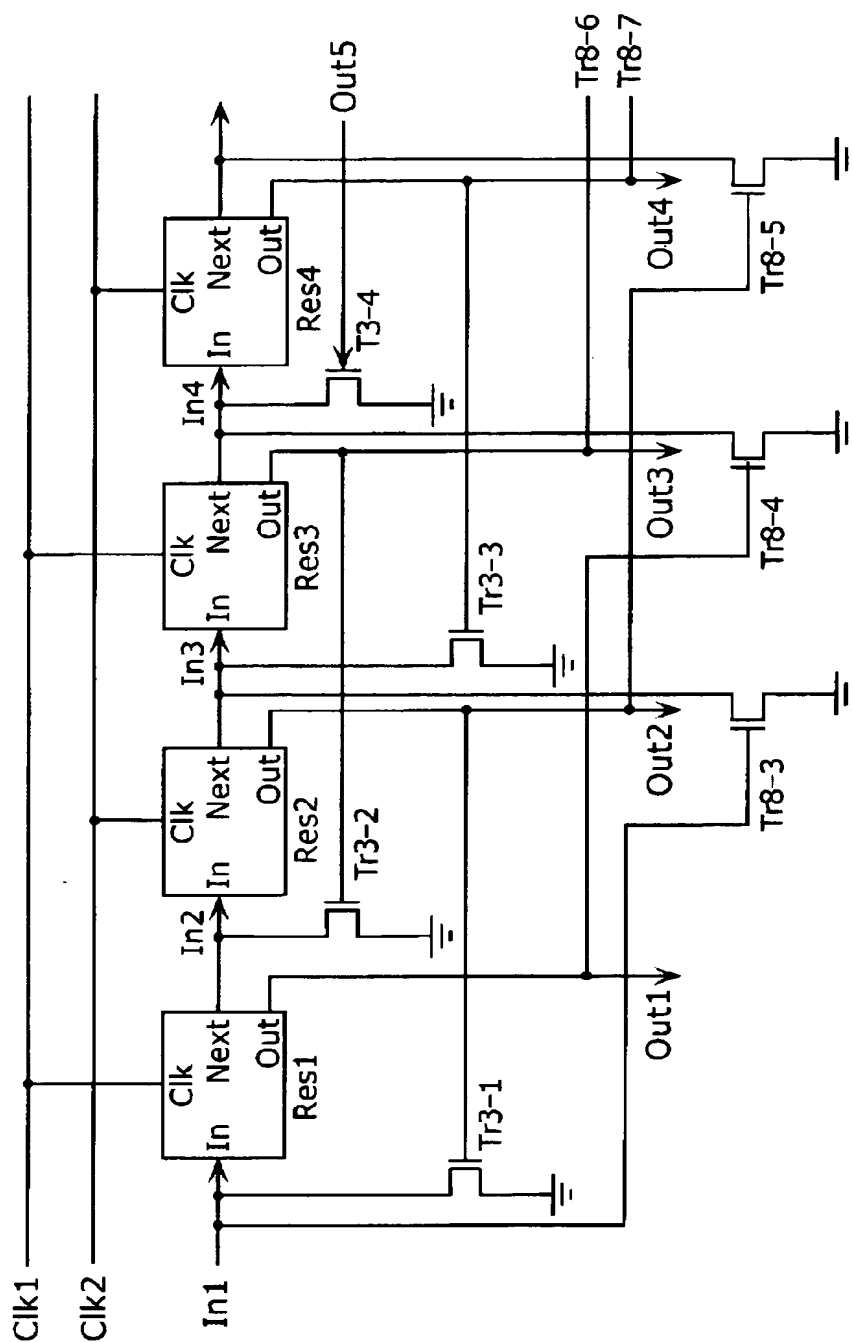 Clk1
Clk2
In1
Clk
In
Next
Out
Res1
In2
Clk
In
Next
Out
Res2
In3
Clk
In
Next
Out
Res3
In4
Clk
In
Next
Out
Res4
Out5
Tr3-1
Tr3-2
Tr3-3
T3-4
Out1
Out2
Out3
Out4
Tr8-6
Tr8-7
Tr8-3
Tr8-4
Tr8-5